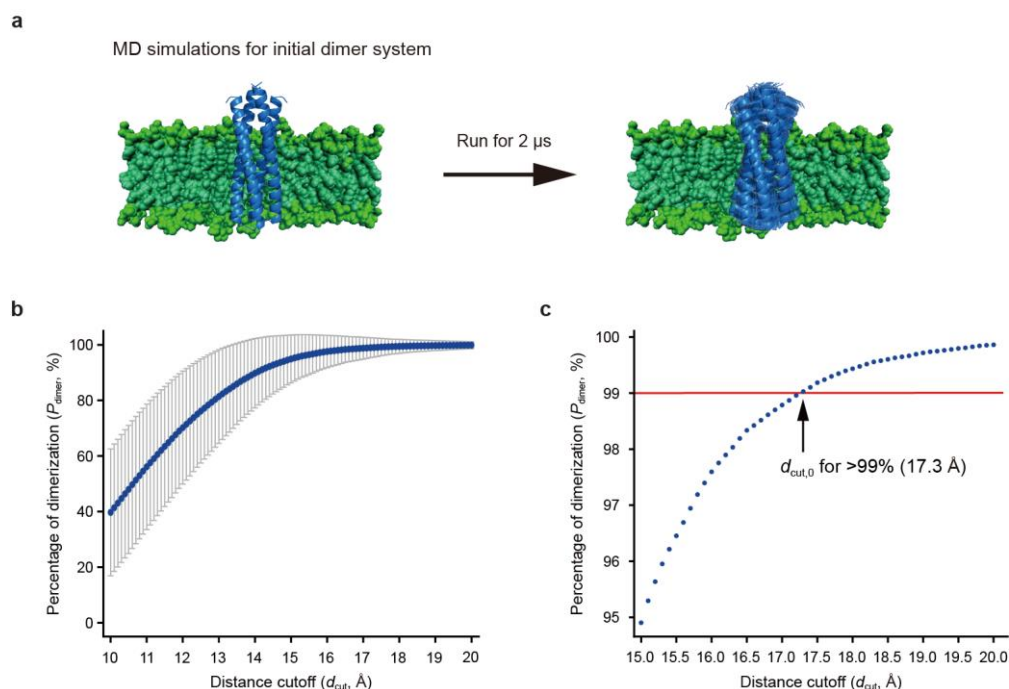 a
MD simulations for initial dimer system
Run for 2 µs
b
Percentage of dimerization (Pdimer, %)
100
80
60
40
20
0
10 11 12 13 14 15 16 17 18 19 20
Distance cutoff (dcut, Å)
c
Percentage of dimerization (Pdimer, %)
100
99
98
97
96
95
dcut,0 for >99% (17.3 Å)
15.0 15.5 16.0 16.5 17.0 17.5 18.0 18.5 19.0 19.5 20.0
Distance cutoff (dcut, Å)